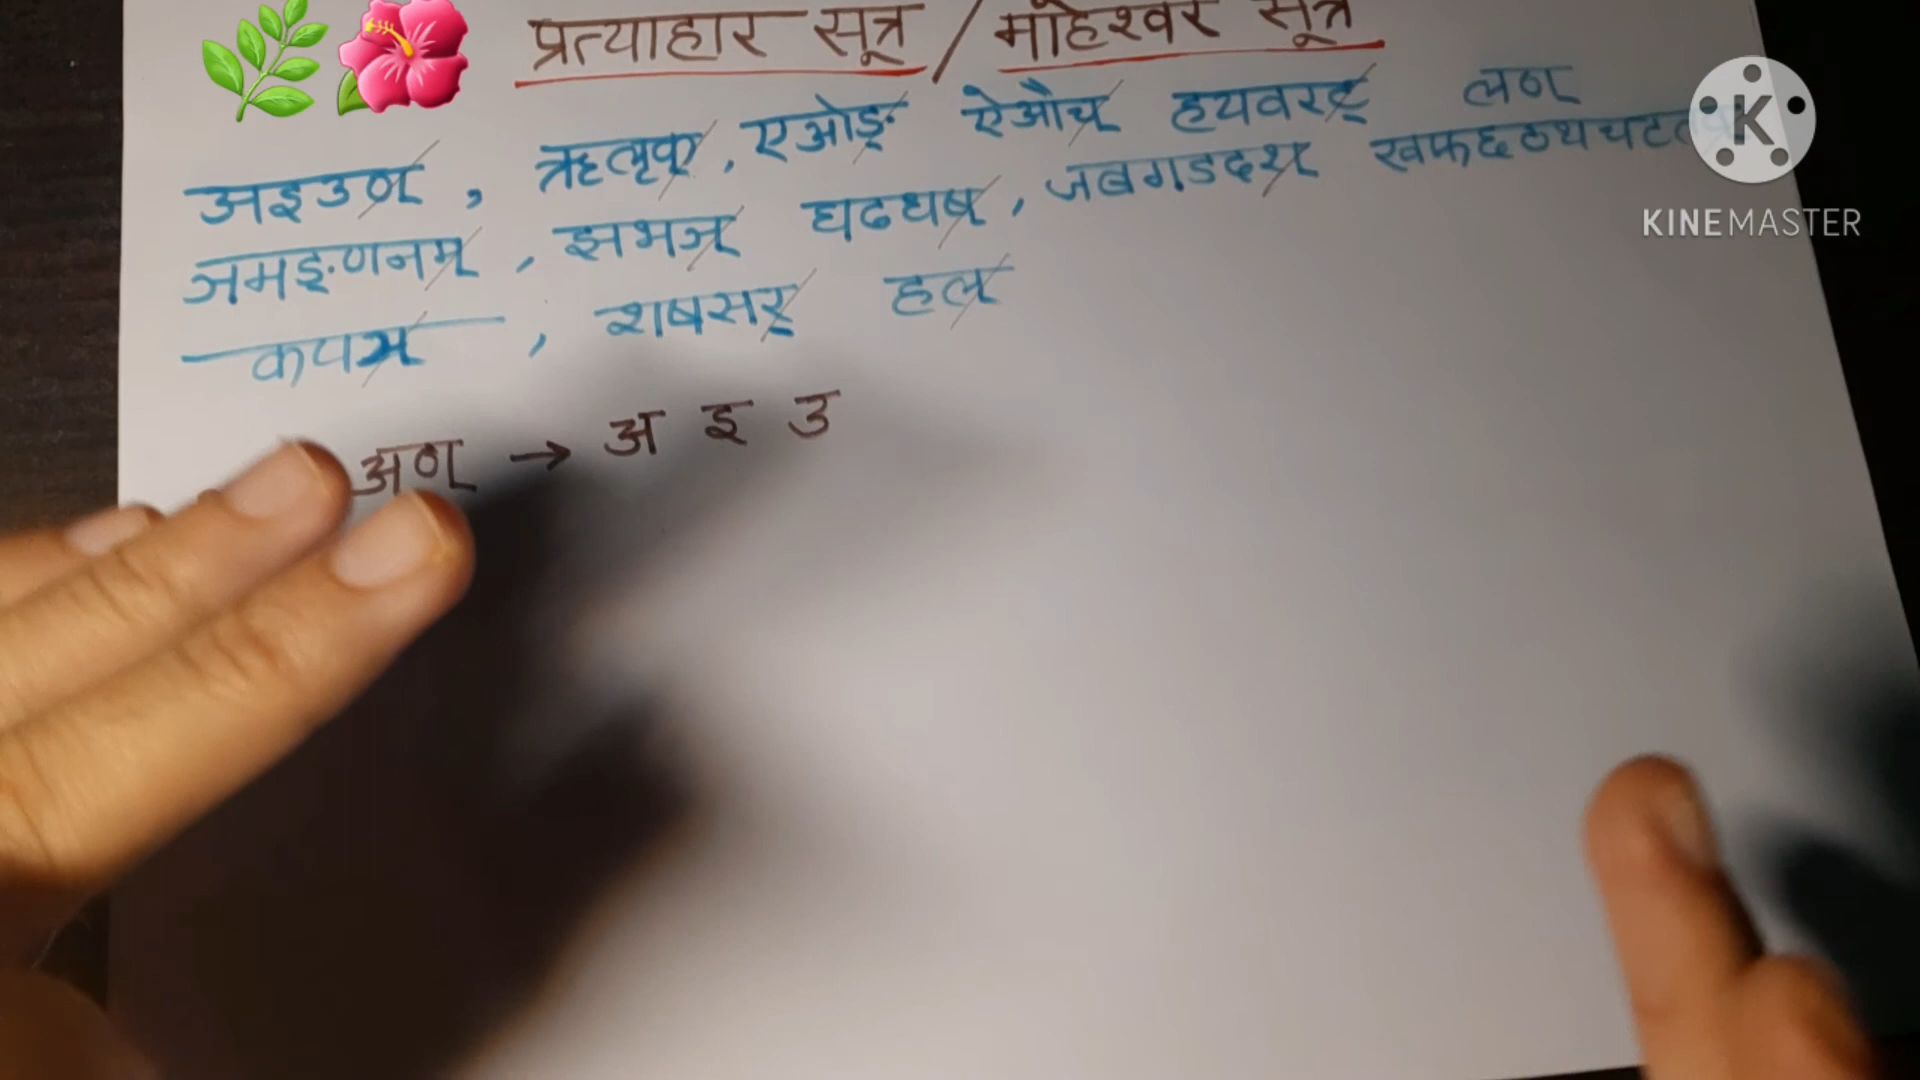 प्रत्याहार सूत्र / माहेश्वर सूत्र
अइउण् , ऋलृक् , एओङ् ऐऔच् हयवरट् लण्
ञमङणनम् , झभञ् घढधष् , जबगडदश् खफछठथचटतव्
कपय् , शषसर् हल्
अण् → अ इ उ
KINEMASTER